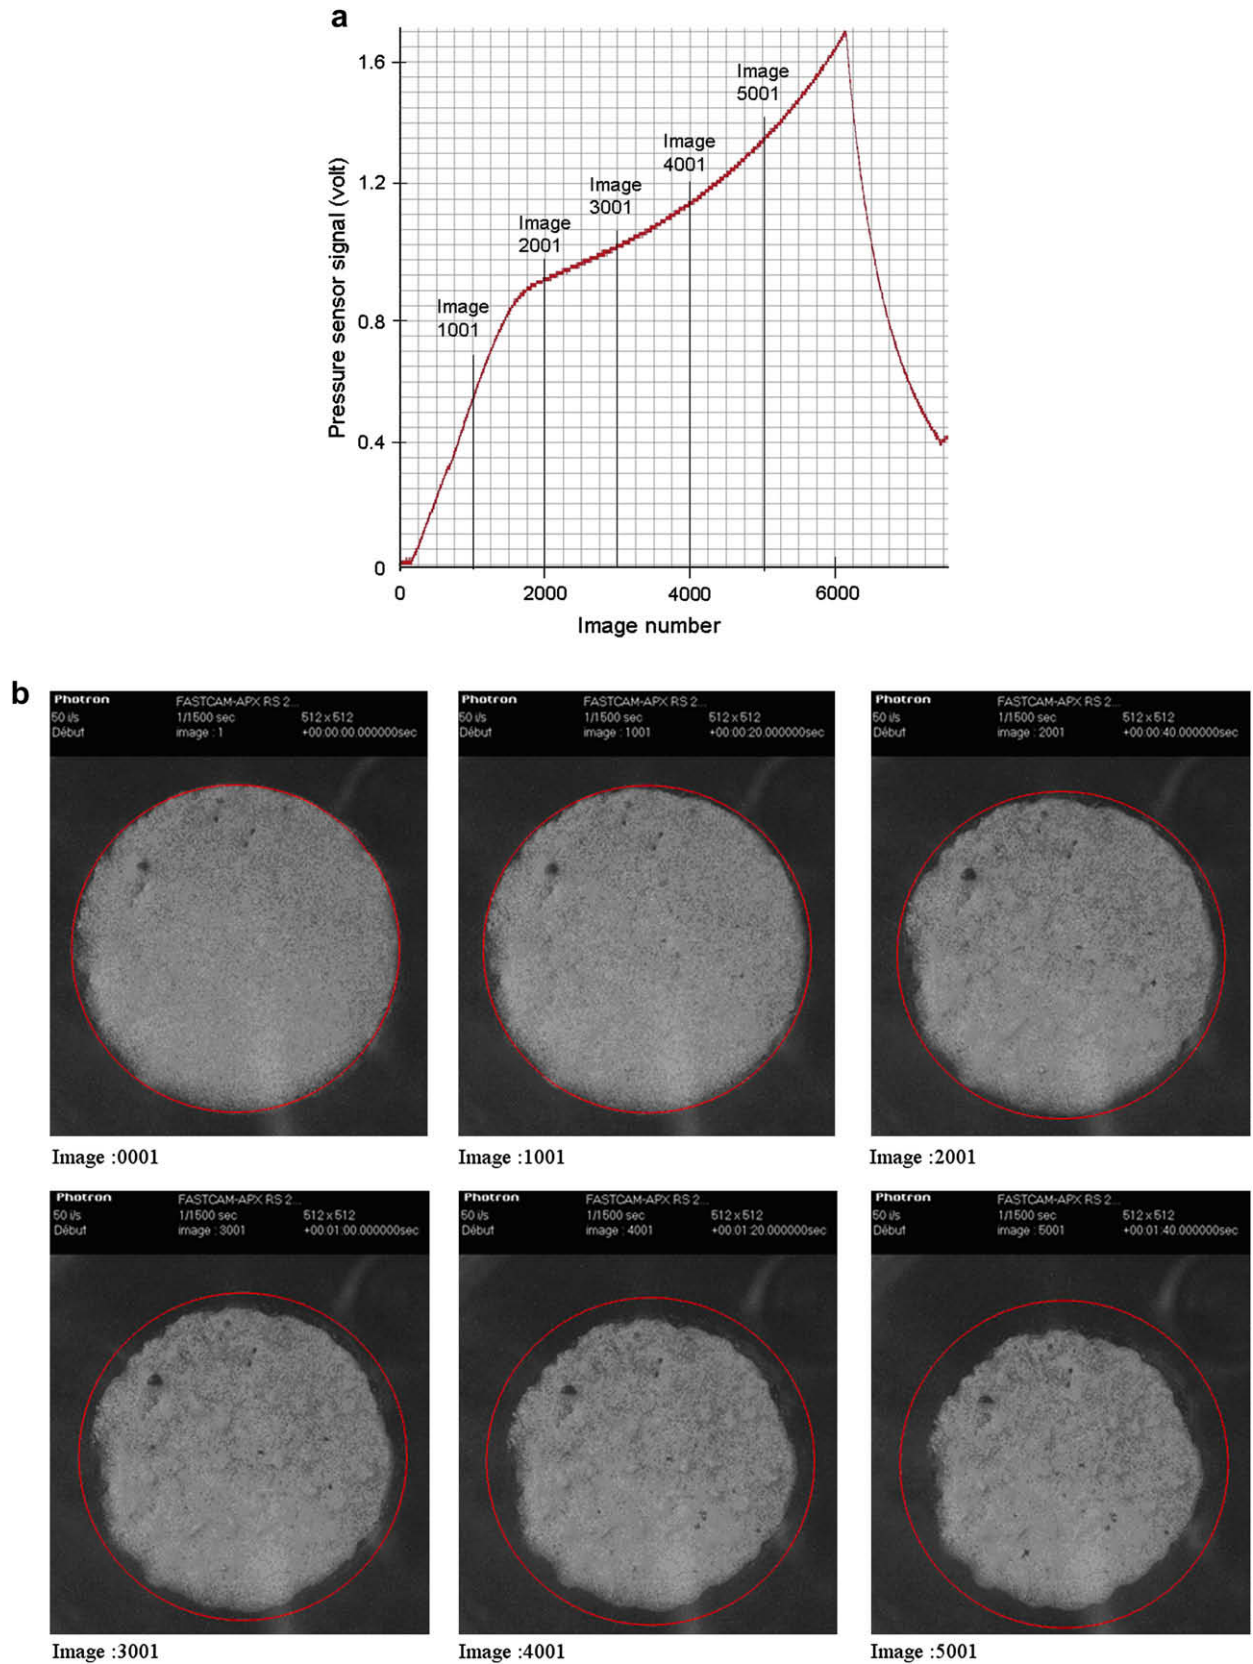 a
1.6
1.2
0.8
0.4
0
Pressure sensor signal (volt)
Image
1001
Image
2001
Image
3001
Image
4001
Image
5001
0 2000 4000 6000
Image number
b
Photron FASTCAM-APX RS 2...
50 i/s 1/1500 sec 512 x 512
Début image : 1 +00:00:00.000000sec
Image :0001
Photron FASTCAM-APX RS 2...
50 i/s 1/1500 sec 512 x 512
Début image : 1001 +00:00:20.000000sec
Image :1001
Photron FASTCAM-APX RS 2...
50 i/s 1/1500 sec 512 x 512
Début image : 2001 +00:00:40.000000sec
Image :2001
Photron FASTCAM-APX RS 2...
50 i/s 1/1500 sec 512 x 512
Début image : 3001 +00:01:00.000000sec
Image :3001
Photron FASTCAM-APX RS 2...
50 i/s 1/1500 sec 512 x 512
Début image : 4001 +00:01:20.000000sec
Image :4001
Photron FASTCAM-APX RS 2...
50 i/s 1/1500 sec 512 x 512
Début image : 5001 +00:01:40.000000sec
Image :5001